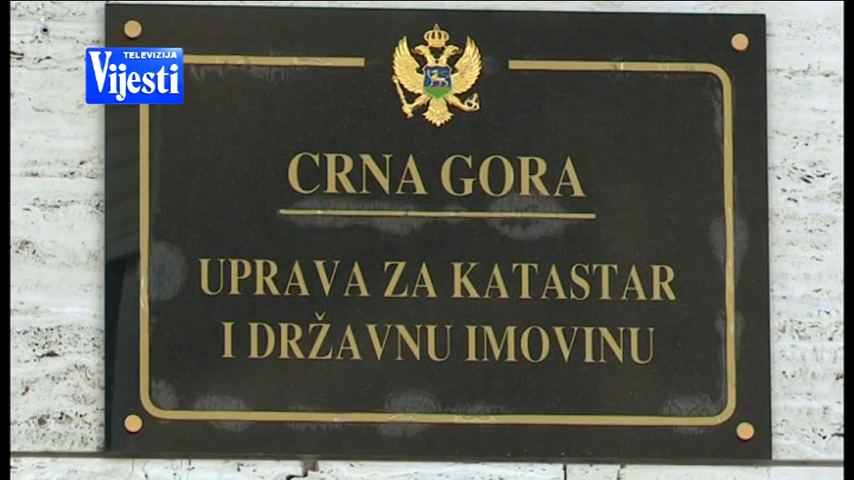 TELEVIZIJA
Vijesti
CRNA GORA
UPRAVA ZA KATASTAR
I DRŽAVNU IMOVINU